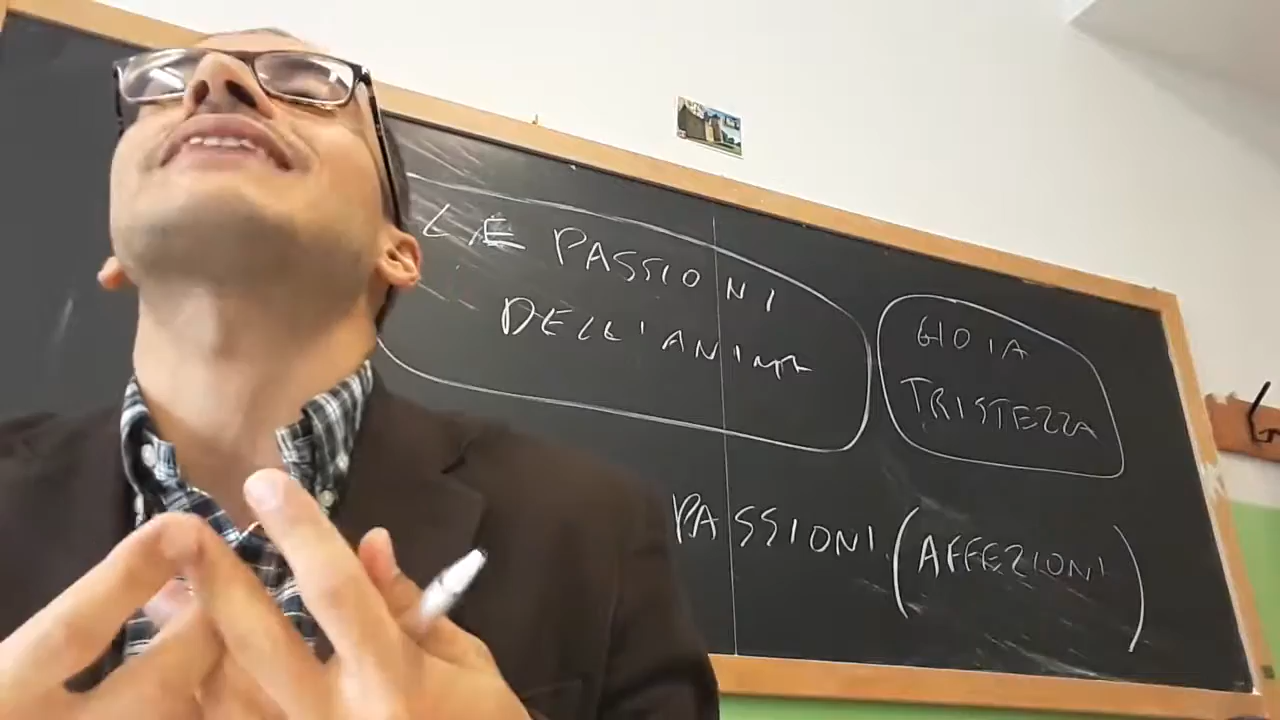 LE PASSIONI
DELL'ANIMA
GIOIA
TRISTEZZA
PASSIONI (AFFEZIONI)